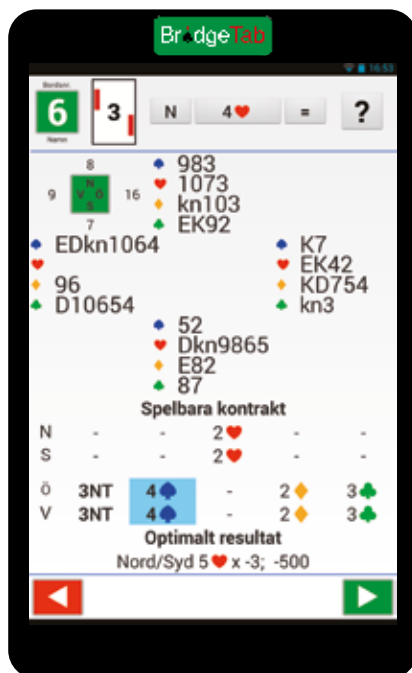 BridgeTab
16:53
Bordsnr.
6
Namn
3
N 4♥ = ?
8
♠ 983
♥ 1073
♦ kn103
♣ EK92
9 N V Ö S 16
7
♠ EDkn1064
♥
♦ 96
♣ D10654
♠ K7
♥ EK42
♦ KD754
♣ kn3
♠ 52
♥ Dkn9865
♦ E82
♣ 87
Spelbara kontrakt
N - - 2♥ - -
S - - 2♥ - -
Ö 3NT 4♠ - 2♦ 3♣
V 3NT 4♠ - 2♦ 3♣
Optimalt resultat
Nord/Syd 5♥ x -3; -500